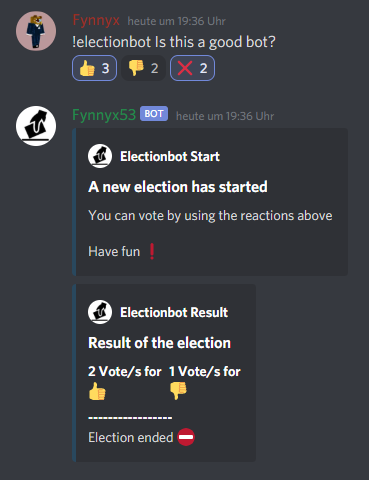 Fynnyx heute um 19:36 Uhr
!electionbot Is this a good bot?
👍 3 👎 2 ❌ 2
Fynnyx53 BOT heute um 19:36 Uhr
Electionbot Start
A new election has started
You can vote by using the reactions above
Have fun ❗
Electionbot Result
Result of the election
2 Vote/s for 1 Vote/s for
👍 👎
-----------------
Election ended ⛔